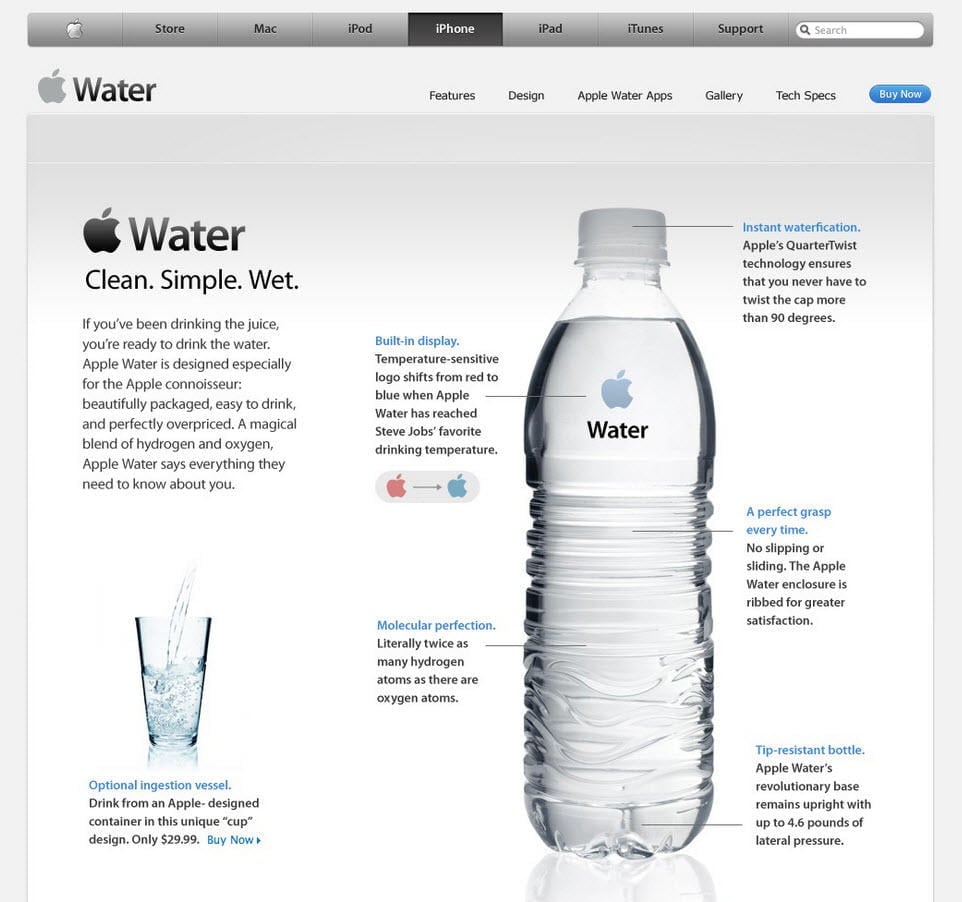 Store Mac iPod iPhone iPad iTunes Support Search
Water
Features Design Apple Water Apps Gallery Tech Specs Buy Now
Water
Clean. Simple. Wet.
If you've been drinking the juice,
you're ready to drink the water.
Apple Water is designed especially
for the Apple connoisseur:
beautifully packaged, easy to drink,
and perfectly overpriced. A magical
blend of hydrogen and oxygen,
Apple Water says everything they
need to know about you.
Optional ingestion vessel.
Drink from an Apple- designed
container in this unique “cup”
design. Only $29.99. Buy Now
Built-in display.
Temperature-sensitive
logo shifts from red to
blue when Apple
Water has reached
Steve Jobs’ favorite
drinking temperature.
Molecular perfection.
Literally twice as
many hydrogen
atoms as there are
oxygen atoms.
Water
Instant waterfication.
Apple’s QuarterTwist
technology ensures
that you never have to
twist the cap more
than 90 degrees.
A perfect grasp
every time.
No slipping or
sliding. The Apple
Water enclosure is
ribbed for greater
satisfaction.
Tip-resistant bottle.
Apple Water’s
revolutionary base
remains upright with
up to 4.6 pounds of
lateral pressure.